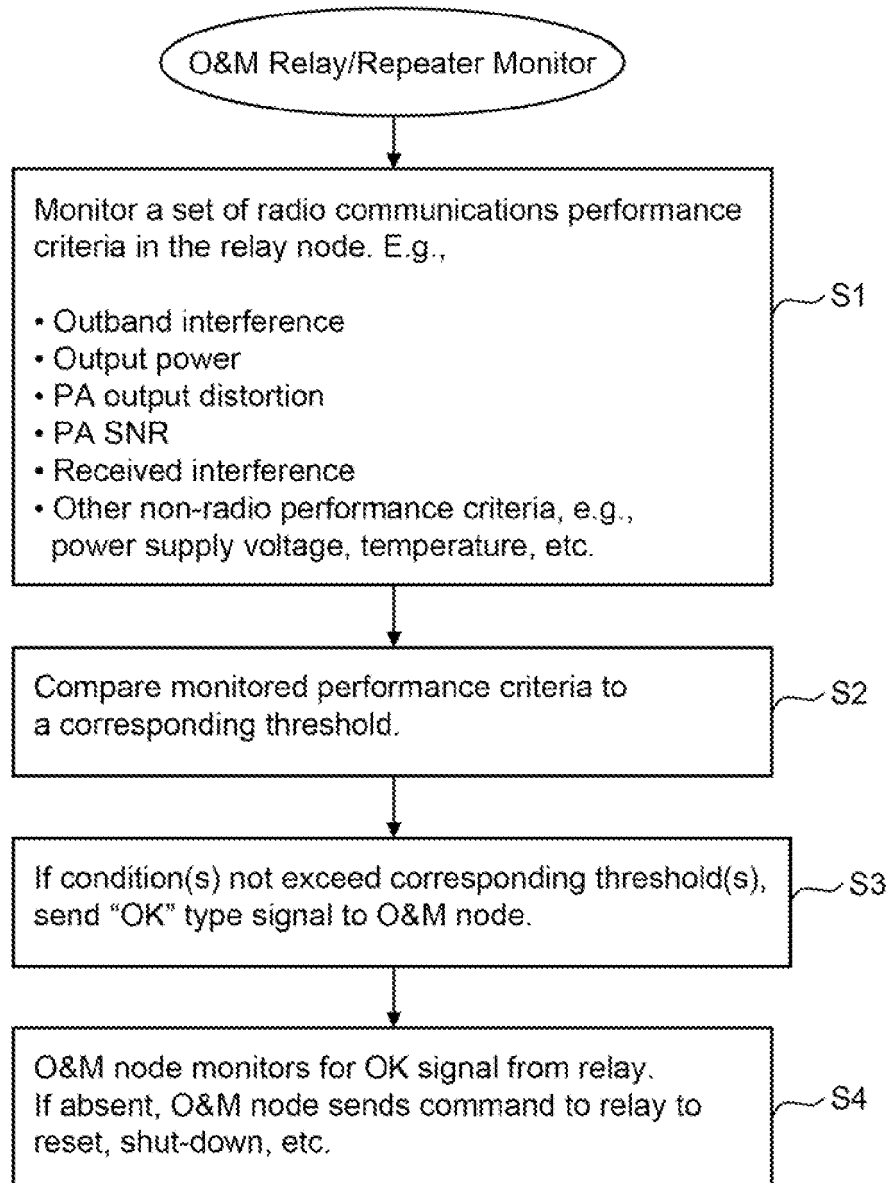 O&M Relay/Repeater Monitor
Monitor a set of radio communications performance
criteria in the relay node. E.g.,
• Outband interference
• Output power
• PA output distortion
• PA SNR
• Received interference
• Other non-radio performance criteria, e.g.,
power supply voltage, temperature, etc.
S1
Compare monitored performance criteria to
a corresponding threshold.
S2
If condition(s) not exceed corresponding threshold(s),
send “OK” type signal to O&M node.
S3
O&M node monitors for OK signal from relay.
If absent, O&M node sends command to relay to
reset, shut-down, etc.
S4